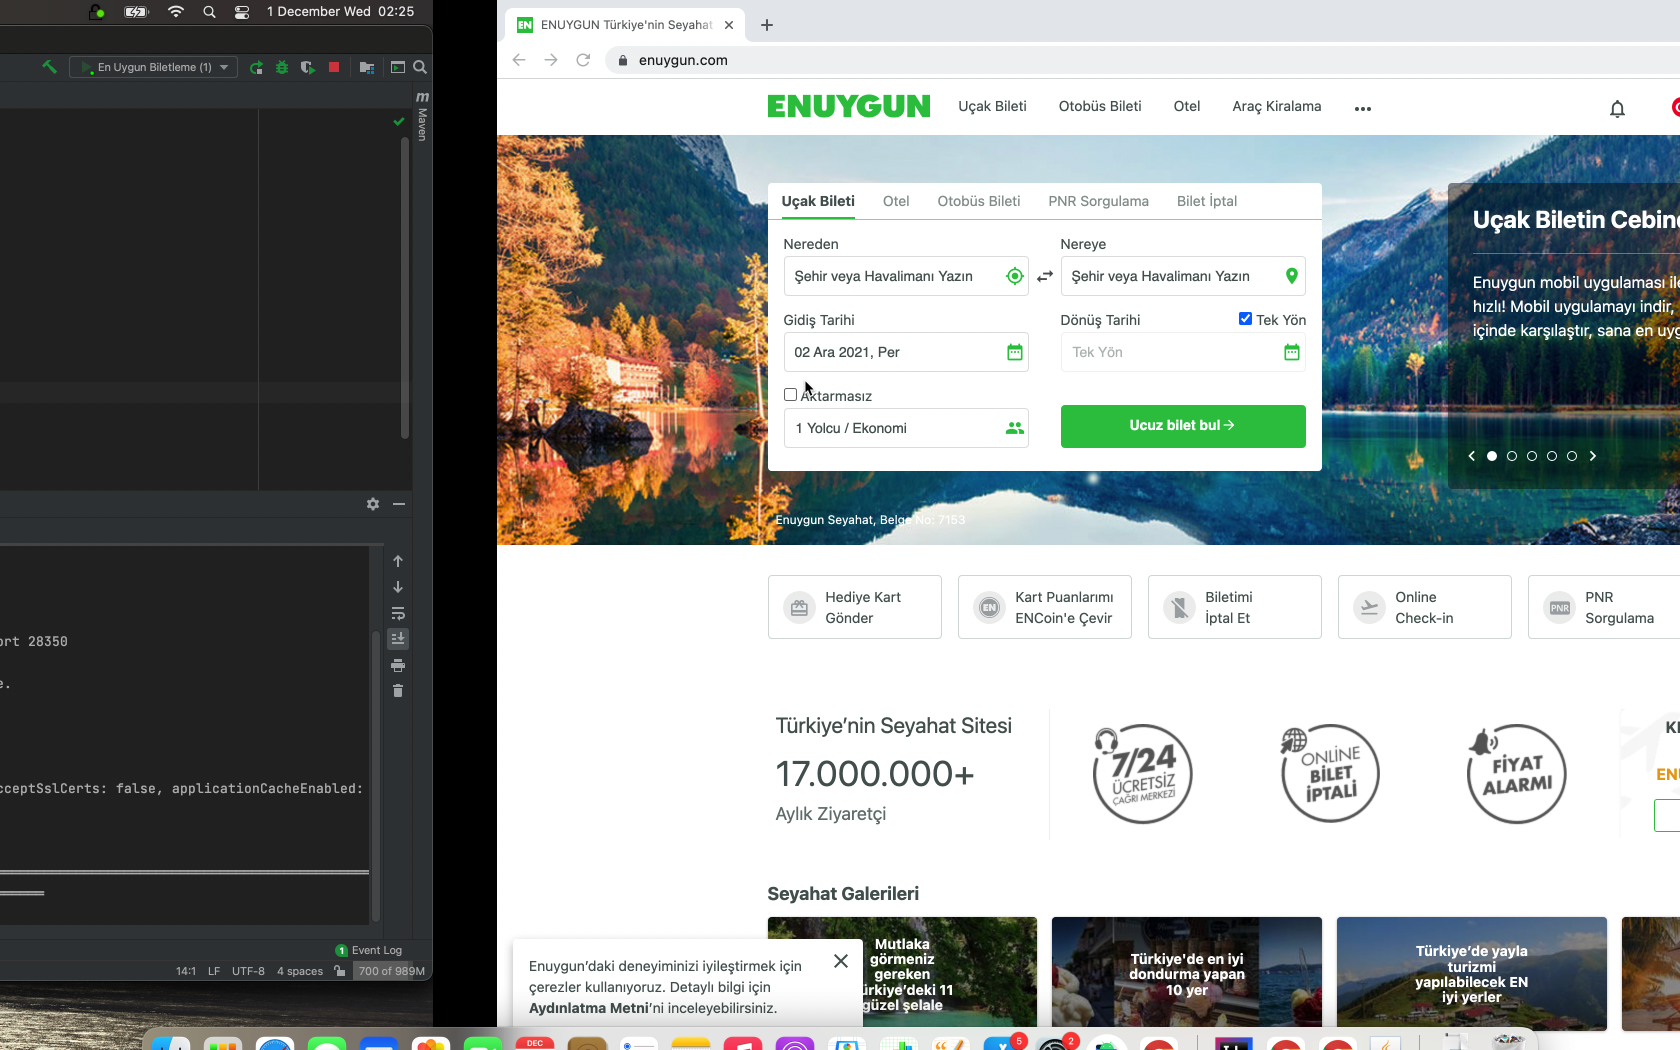 1 December Wed 02:25
En Uygun Biletleme (1)
m
Maven
ort 28350
e.
cceptSslCerts: false, applicationCacheEnabled:
1 Event Log
14:1 LF UTF-8 4 spaces 700 of 989M
EN ENUYGUN Türkiye'nin Seyahat
enuygun.com
ENUYGUN
Uçak Bileti Otobüs Bileti Otel Araç Kiralama
Uçak Bileti Otel Otobüs Bileti PNR Sorgulama Bilet İptal
Nereden
Nereye
Şehir veya Havalimanı Yazın
Şehir veya Havalimanı Yazın
Gidiş Tarihi
Dönüş Tarihi
Tek Yön
02 Ara 2021, Per
Tek Yön
Aktarmasız
1 Yolcu / Ekonomi
Ucuz bilet bul
Uçak Biletin Cebind
Enuygun mobil uygulaması ile
hızlı! Mobil uygulamayı indir,
içinde karşılaştır, sana en uyg
Enuygun Seyahat, Belge No: 7153
Hediye Kart
Gönder
EN
Kart Puanlarımı
ENCoin'e Çevir
Biletimi
İptal Et
Online
Check-in
PNR
PNR
Sorgulama
Türkiye’nin Seyahat Sitesi
17.000.000+
Aylık Ziyaretçi
7/24
ÜCRETSİZ
ÇAĞRI MERKEZİ
ONLİNE
BİLET
İPTALİ
FİYAT
ALARMI
Seyahat Galerileri
Mutlaka
görmeniz
gereken
ürkiye’deki 11
güzel şelale
Türkiye'de en iyi
dondurma yapan
10 yer
Türkiye’de yayla
turizmi
yapılabilecek EN
iyi yerler
Enuygun’daki deneyiminizi iyileştirmek için
çerezler kullanıyoruz. Detaylı bilgi için
Aydınlatma Metni’ni inceleyebilirsiniz.
DEC
5
2